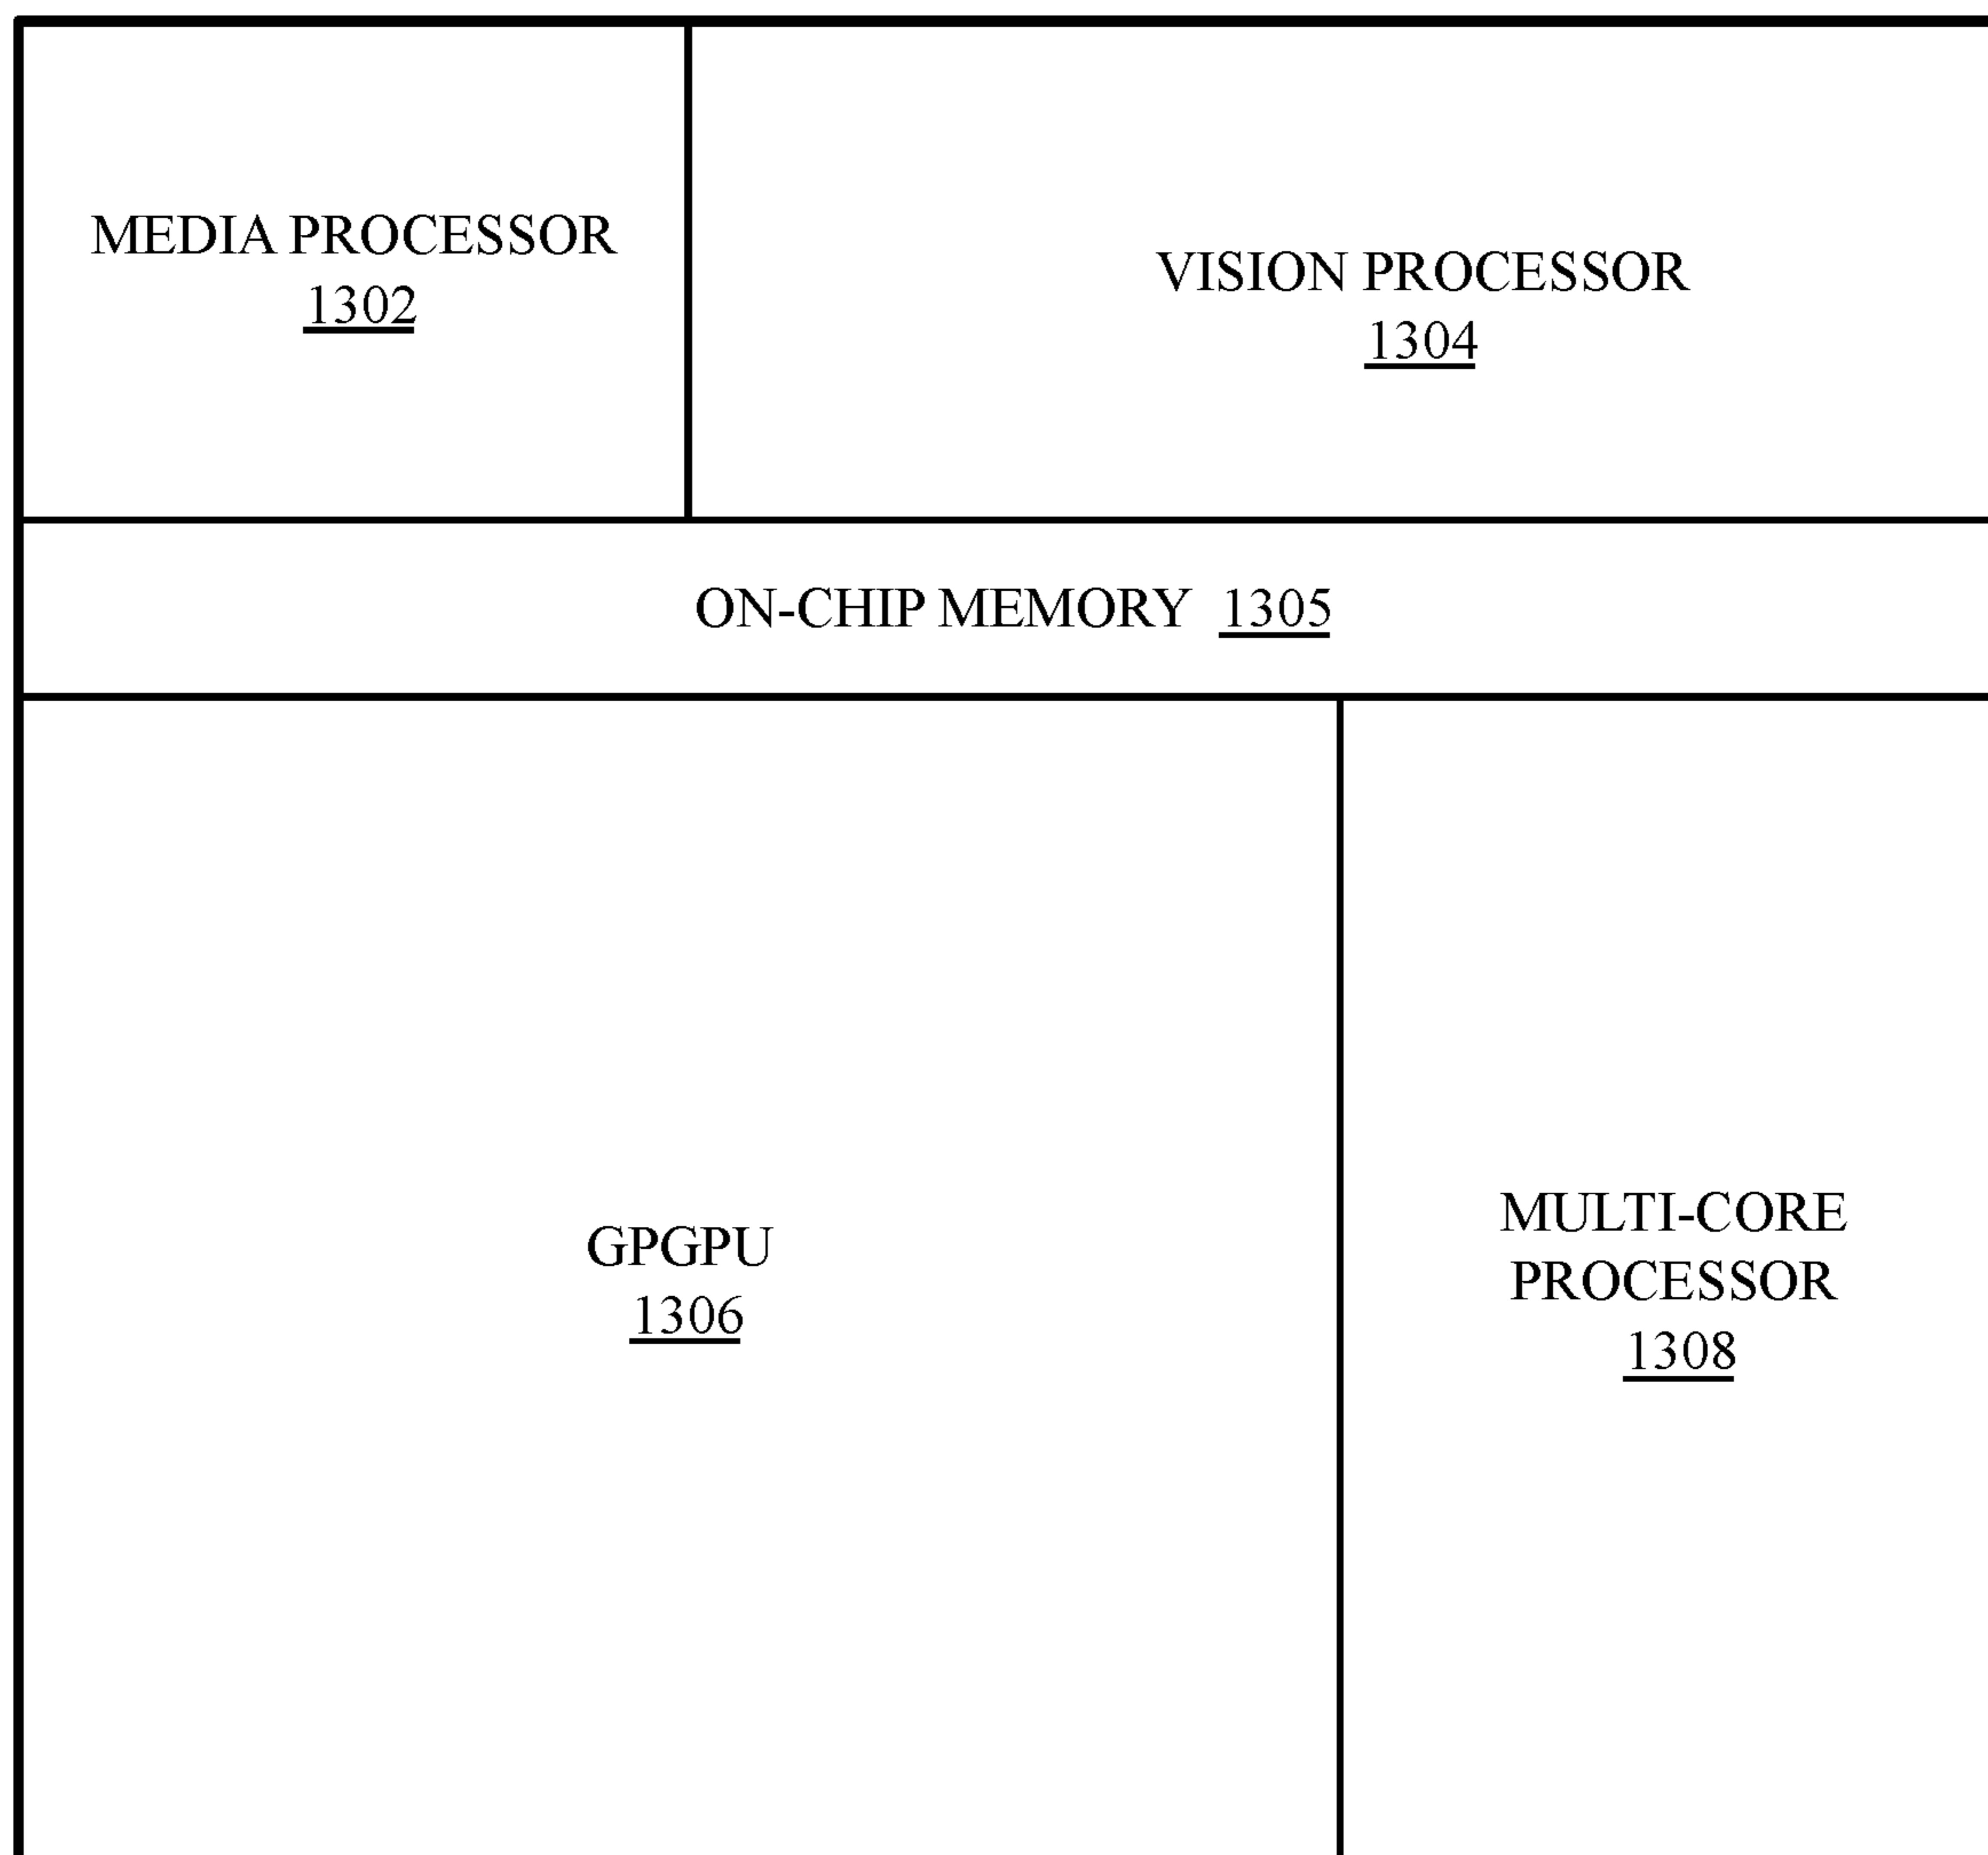 MEDIA PROCESSOR
1302
VISION PROCESSOR
1304
ON-CHIP MEMORY 1305
GPGPU
1306
MULTI-CORE
PROCESSOR
1308